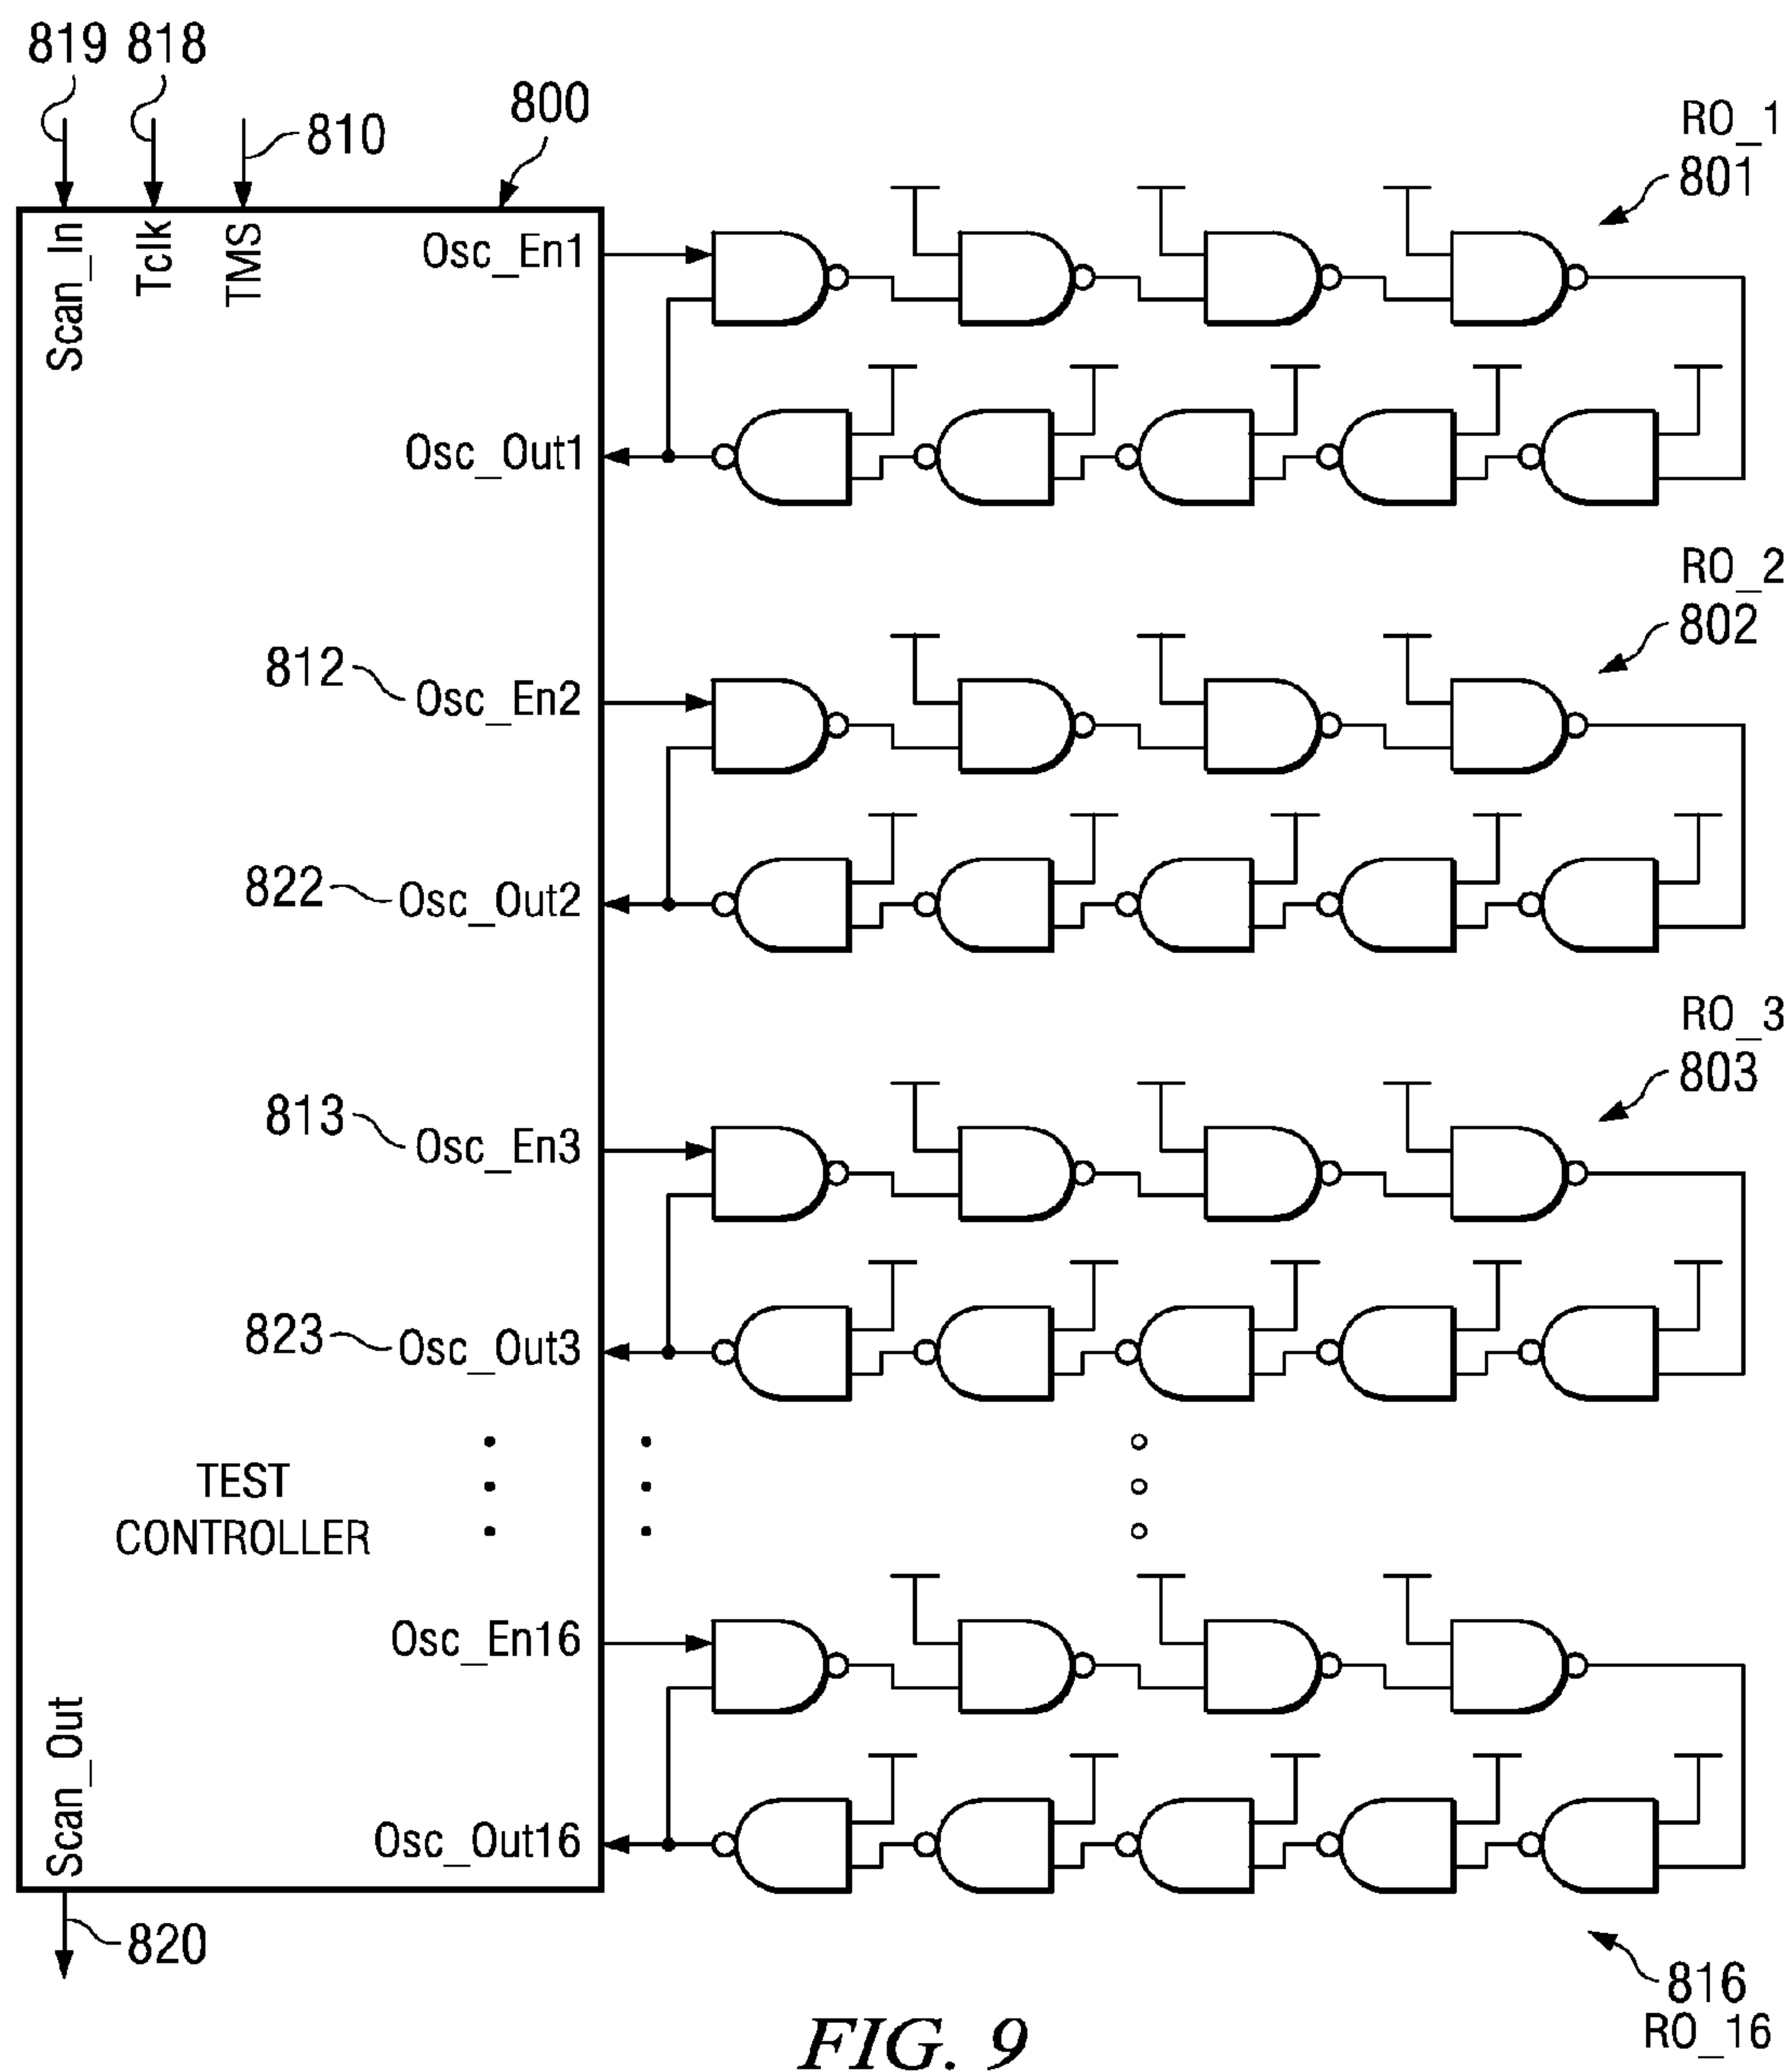 819 818
810
800
Scan_In
Tclk
TMS
Osc_En1
RO_1
801
Osc_Out1
RO_2
802
812
Osc_En2
822
Osc_Out2
RO_3
803
813
Osc_En3
823
Osc_Out3
TEST
CONTROLLER
Osc_En16
Scan_Out
Osc_Out16
820
816
RO_16
FIG. 9